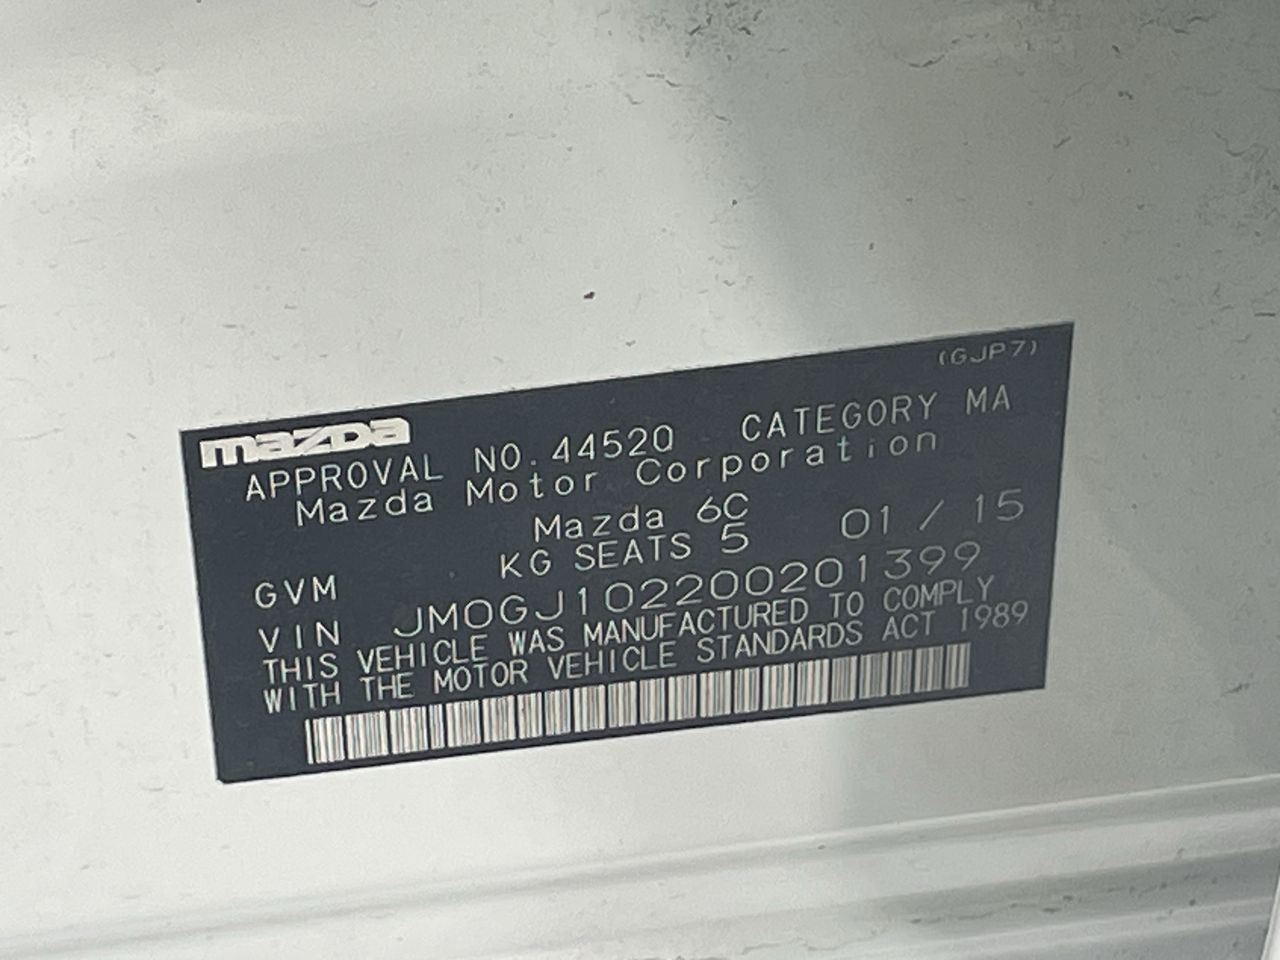 (GJP7)
mazda
APPROVAL NO. 44520 CATEGORY MA
Mazda Motor Corporation
Mazda 6C 01 / 15
GVM KG SEATS 5
VIN JM0GJ102200201399
THIS VEHICLE WAS MANUFACTURED TO COMPLY
WITH THE MOTOR VEHICLE STANDARDS ACT 1989